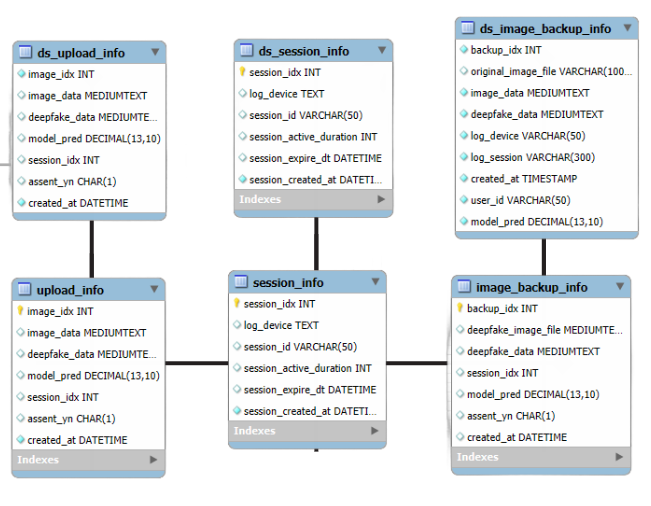 ds_upload_info
image_idx INT
image_data MEDIUMTEXT
deepfake_data MEDIUMTE...
model_pred DECIMAL(13,10)
session_idx INT
assent_yn CHAR(1)
created_at DATETIME
ds_session_info
session_idx INT
log_device TEXT
session_id VARCHAR(50)
session_active_duration INT
session_expire_dt DATETIME
session_created_at DATETI...
Indexes
ds_image_backup_info
backup_idx INT
original_image_file VARCHAR(100...
image_data MEDIUMTEXT
deepfake_data MEDIUMTEXT
log_device VARCHAR(50)
log_session VARCHAR(300)
created_at TIMESTAMP
user_id VARCHAR(50)
model_pred DECIMAL(13,10)
upload_info
image_idx INT
image_data MEDIUMTEXT
deepfake_data MEDIUMTE...
model_pred DECIMAL(13,10)
session_idx INT
assent_yn CHAR(1)
created_at DATETIME
Indexes
session_info
session_idx INT
log_device TEXT
session_id VARCHAR(50)
session_active_duration INT
session_expire_dt DATETIME
session_created_at DATETI...
Indexes
image_backup_info
backup_idx INT
deepfake_image_file MEDIUMTE...
deepfake_data MEDIUMTEXT
session_idx INT
model_pred DECIMAL(13,10)
assent_yn CHAR(1)
created_at DATETIME
Indexes